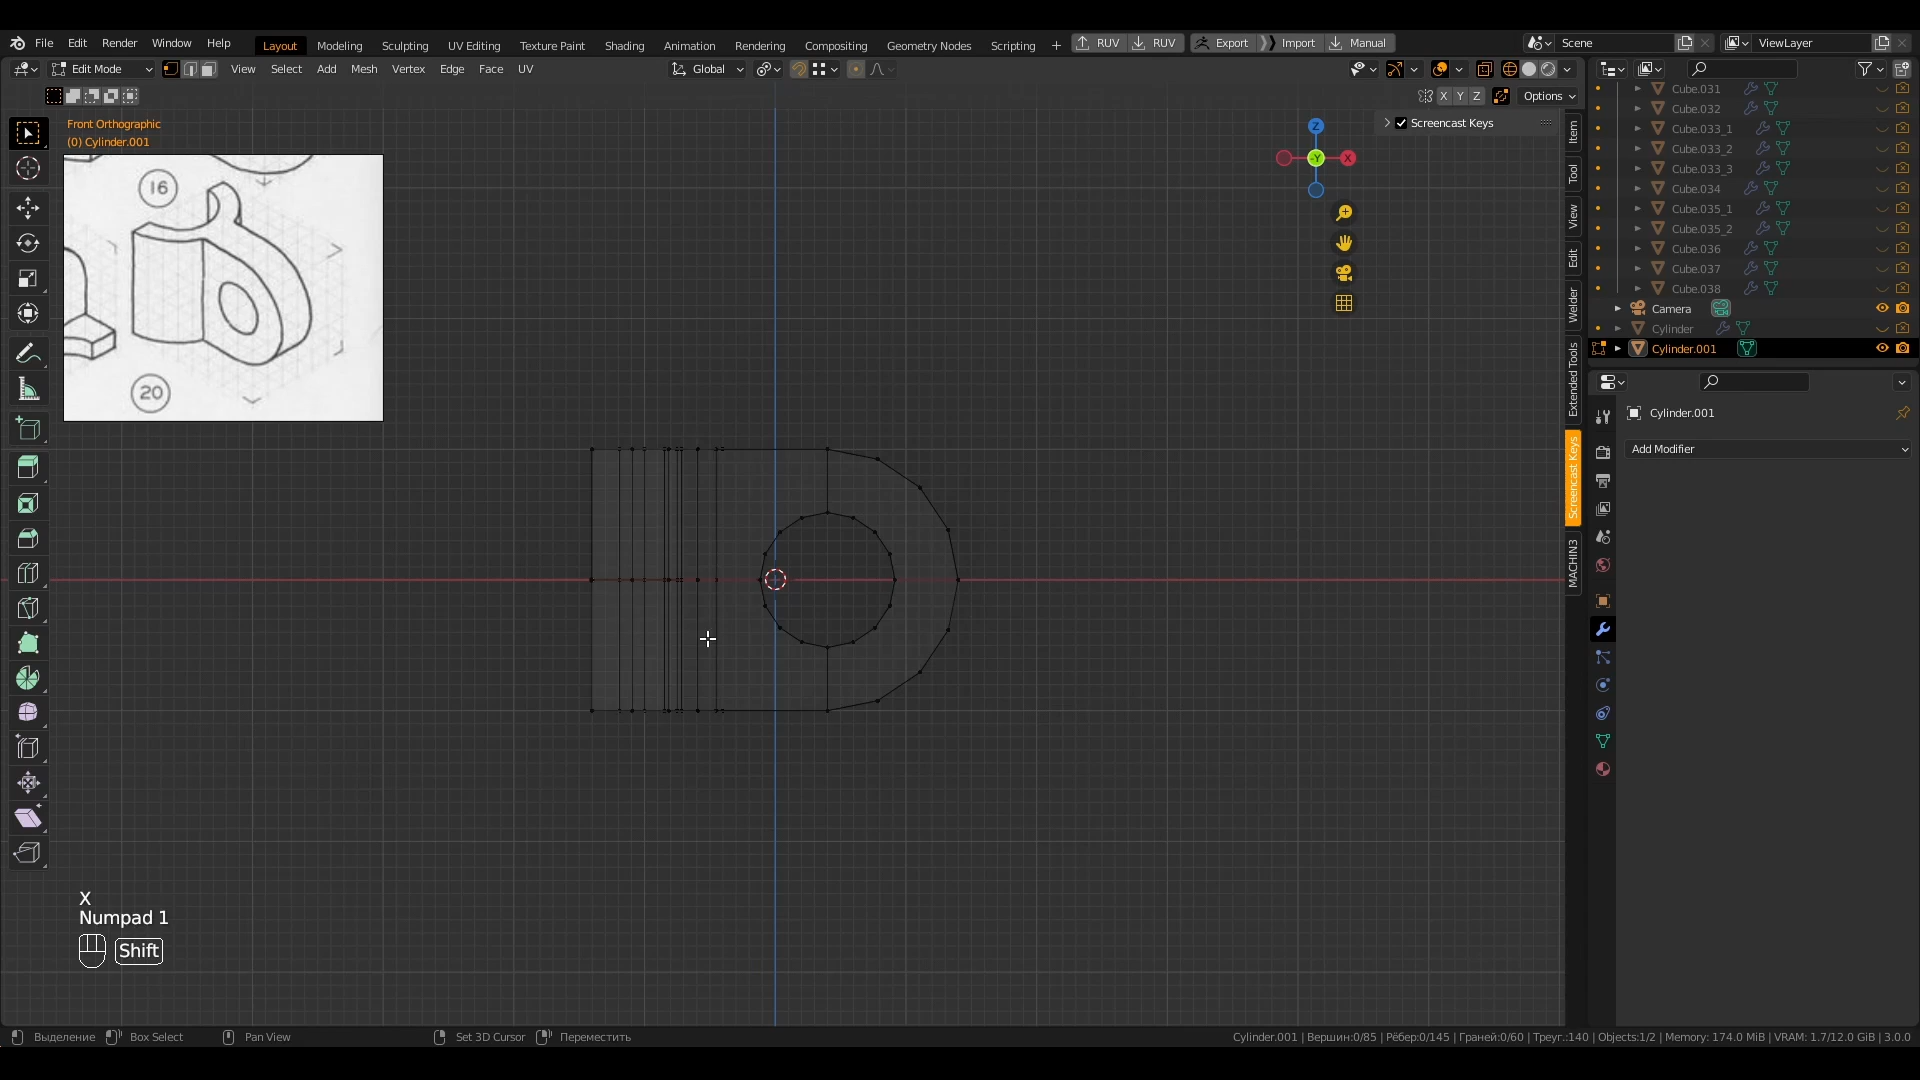 File Edit Render Window Help Layout Modeling Sculpting UV Editing Texture Paint Shading Animation Rendering Compositing Geometry Nodes Scripting + RUV RUV Export Import Manual Scene ViewLayer
Edit Mode View Select Add Mesh Vertex Edge Face UV Global
X Y Z Options
Front Orthographic
(0) Cylinder.001
Screencast Keys
16
20
Z
-Y
X
Item
Tool
View
Edit
Welder
Extended Tools
Screencast Keys
MACHIN3
Cube.031
Cube.032
Cube.033_1
Cube.033_2
Cube.033_3
Cube.034
Cube.035_1
Cube.035_2
Cube.036
Cube.037
Cube.038
Camera
Cylinder
Cylinder.001
Cylinder.001
Add Modifier
X
Numpad 1
Shift
Выделение Box Select Pan View Set 3D Cursor Переместить Cylinder.001 | Вершин:0/85 | Рёбер:0/145 | Граней:0/60 | Треуг.:140 | Objects:1/2 | Memory: 174.0 MiB | VRAM: 1.7/12.0 GiB | 3.0.0